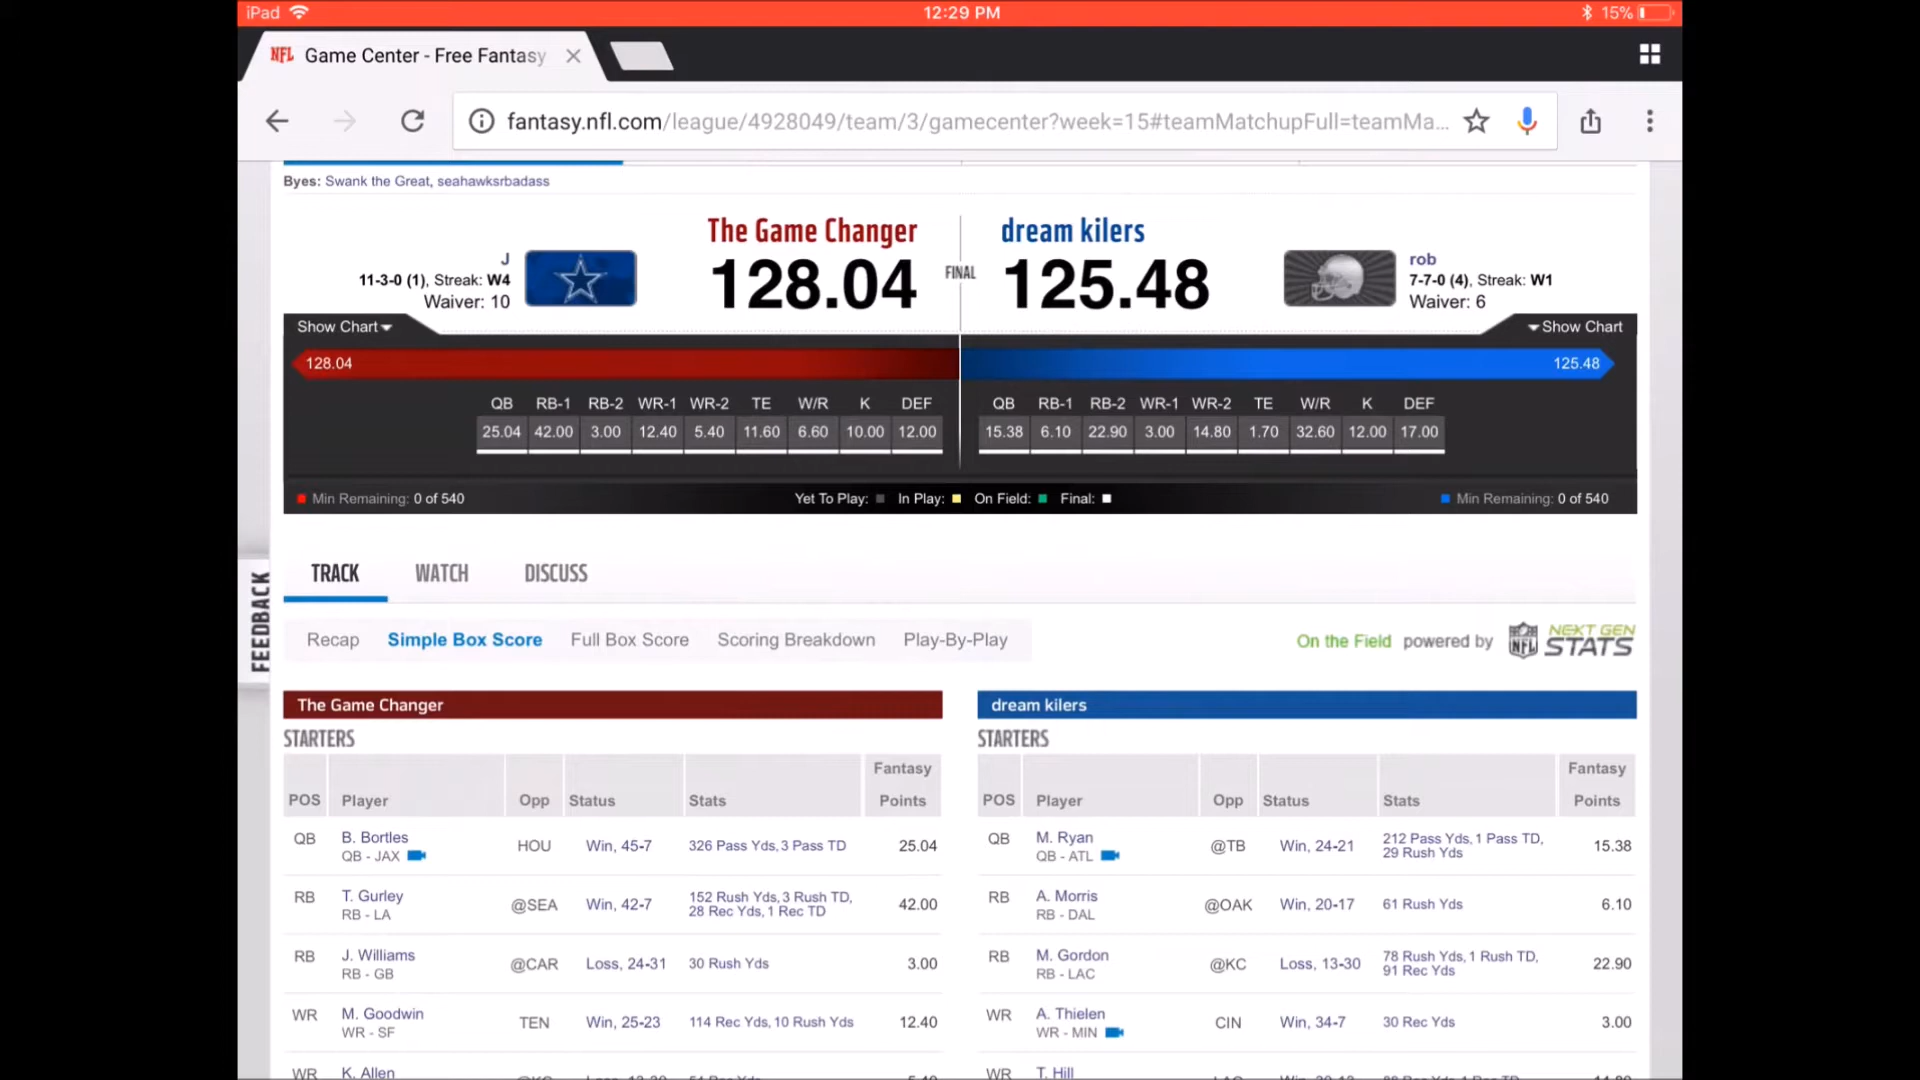 iPad 12:29 PM 15%
NFL Game Center - Free Fantasy
fantasy.nfl.com/league/4928049/team/3/gamecenter?week=15#teamMatchupFull=teamMa...
Byes: Swank the Great, seahawksrbadass
The Game Changer dream kilers
J rob
11-3-0 (1), Streak: W4 128.04 FINAL 125.48 7-7-0 (4), Streak: W1
Waiver: 10 Waiver: 6
Show Chart Show Chart
128.04 125.48
QB RB-1 RB-2 WR-1 WR-2 TE W/R K DEF QB RB-1 RB-2 WR-1 WR-2 TE W/R K DEF
25.04 42.00 3.00 12.40 5.40 11.60 6.60 10.00 12.00 15.38 6.10 22.90 3.00 14.80 1.70 32.60 12.00 17.00
Min Remaining: 0 of 540 Yet To Play: In Play: On Field: Final: Min Remaining: 0 of 540
FEEDBACK
TRACK WATCH DISCUSS
Recap Simple Box Score Full Box Score Scoring Breakdown Play-By-Play On the Field powered by NFL NEXT GEN STATS
The Game Changer
STARTERS
POS Player Opp Status Stats Fantasy Points
QB B. Bortles HOU Win, 45-7 326 Pass Yds, 3 Pass TD 25.04
QB - JAX
RB T. Gurley @SEA Win, 42-7 152 Rush Yds, 3 Rush TD, 42.00
RB - LA 28 Rec Yds, 1 Rec TD
RB J. Williams @CAR Loss, 24-31 30 Rush Yds 3.00
RB - GB
WR M. Goodwin TEN Win, 25-23 114 Rec Yds, 10 Rush Yds 12.40
WR - SF
WR K. Allen
dream kilers
STARTERS
POS Player Opp Status Stats Fantasy Points
QB M. Ryan @TB Win, 24-21 212 Pass Yds, 1 Pass TD, 15.38
QB - ATL 29 Rush Yds
RB A. Morris @OAK Win, 20-17 61 Rush Yds 6.10
RB - DAL
RB M. Gordon @KC Loss, 13-30 78 Rush Yds, 1 Rush TD, 22.90
RB - LAC 91 Rec Yds
WR A. Thielen CIN Win, 34-7 30 Rec Yds 3.00
WR - MIN
WR T. Hill